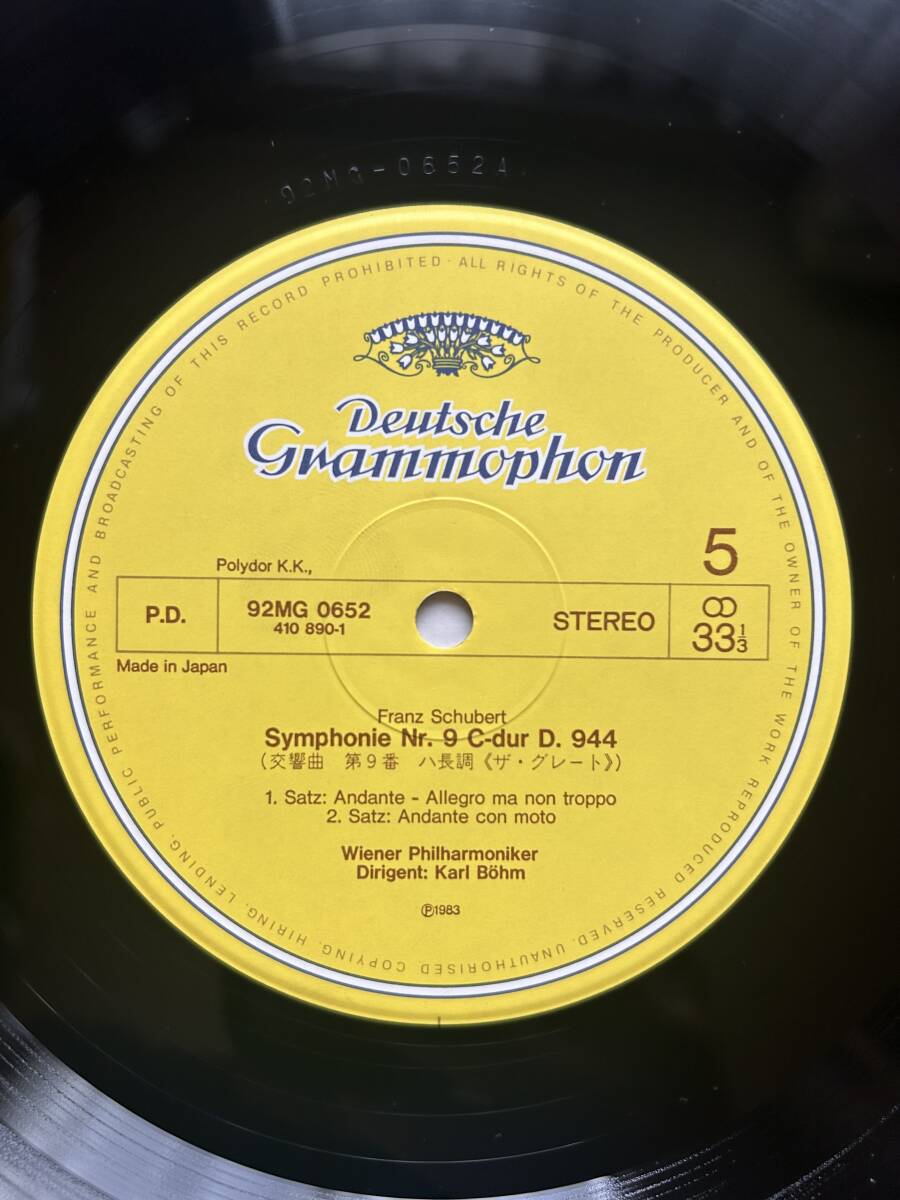 92MG-0652A
PUBLIC PERFORMANCE AND BROADCASTING OF THIS RECORD PROHIBITED · ALL RIGHTS OF THE PRODUCER AND OF THE OWNER OF THE WORK REPRODUCED RESERVED. UNAUTHORISED COPYING, HIRING, LENDING,
Deutsche
Grammophon
5
Polydor K.K.,
P.D.
92MG 0652
410 890-1
STEREO
33 1/3
Made in Japan
Franz Schubert
Symphonie Nr. 9 C-dur D. 944
(交響曲 第9番 ハ長調《ザ・グレート》)
1. Satz: Andante - Allegro ma non troppo
2. Satz: Andante con moto
Wiener Philharmoniker
Dirigent: Karl Böhm
℗1983